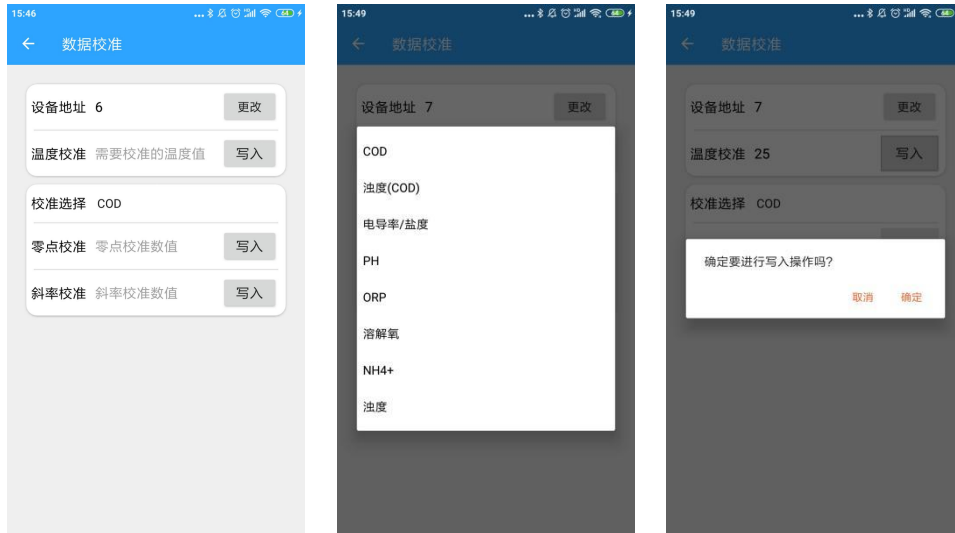 15:46
64
数据校准
设备地址 6 更改
温度校准 需要校准的温度值 写入
校准选择 COD
零点校准 零点校准数值 写入
斜率校准 斜率校准数值 写入
15:49
64
数据校准
设备地址 7 更改
COD
浊度(COD)
电导率/盐度
PH
ORP
溶解氧
NH4+
浊度
15:49
数据校准
设备地址 7 更改
温度校准 25 写入
校准选择 COD
确定要进行写入操作吗?
取消 确定